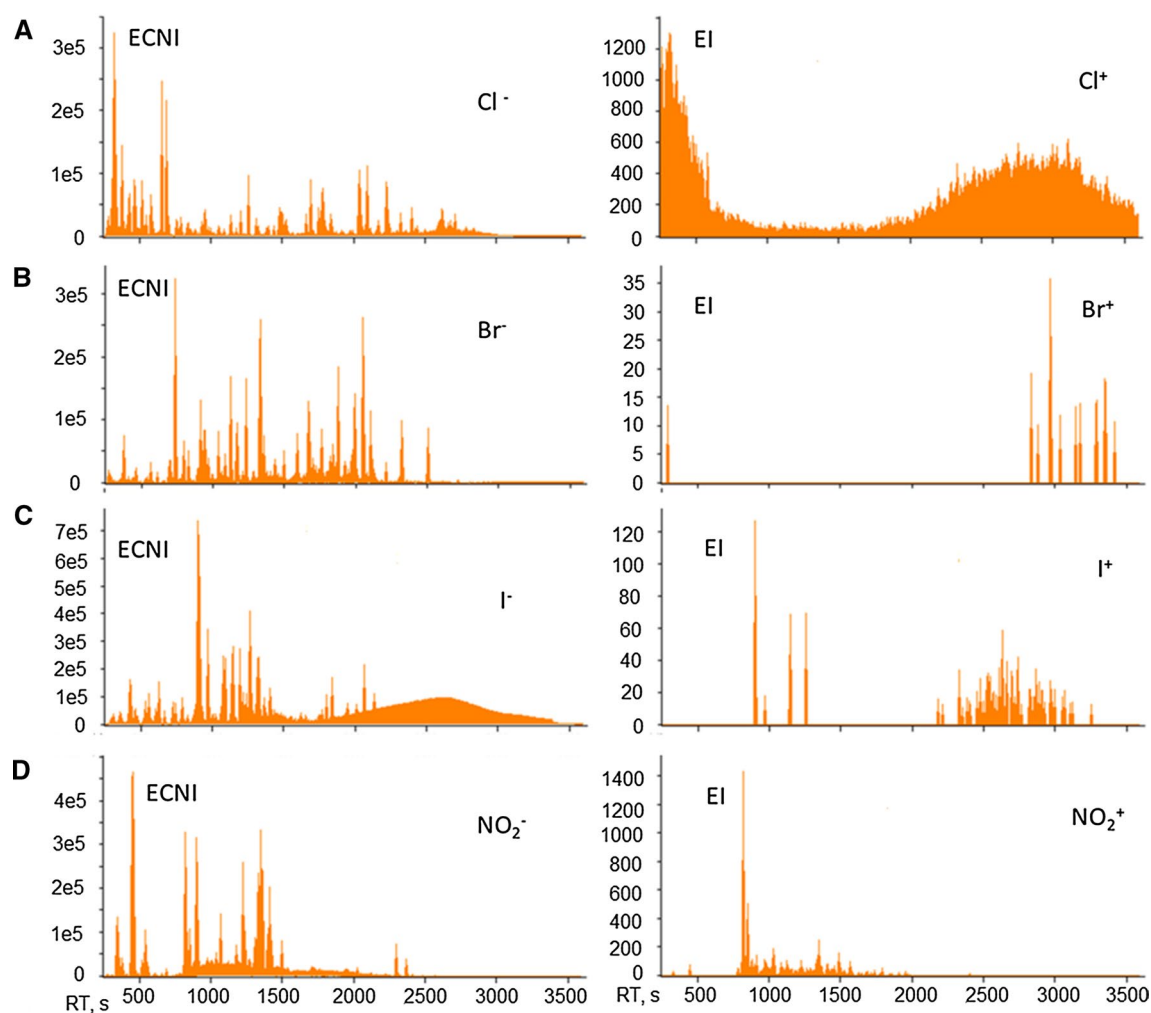 A
ECNI
Cl -
3e5
2e5
1e5
0
EI
Cl+
1200
1000
800
600
400
200
0
B
ECNI
Br-
3e5
2e5
1e5
0
EI
Br+
35
30
25
20
15
10
5
0
C
ECNI
I-
7e5
6e5
5e5
4e5
3e5
2e5
1e5
0
EI
I+
120
100
80
60
40
20
0
D
ECNI
NO2-
4e5
3e5
2e5
1e5
0
RT, s 500 1000 1500 2000 2500 3000 3500
EI
NO2+
1400
1200
1000
800
600
400
200
0
RT, s 500 1000 1500 2000 2500 3000 3500